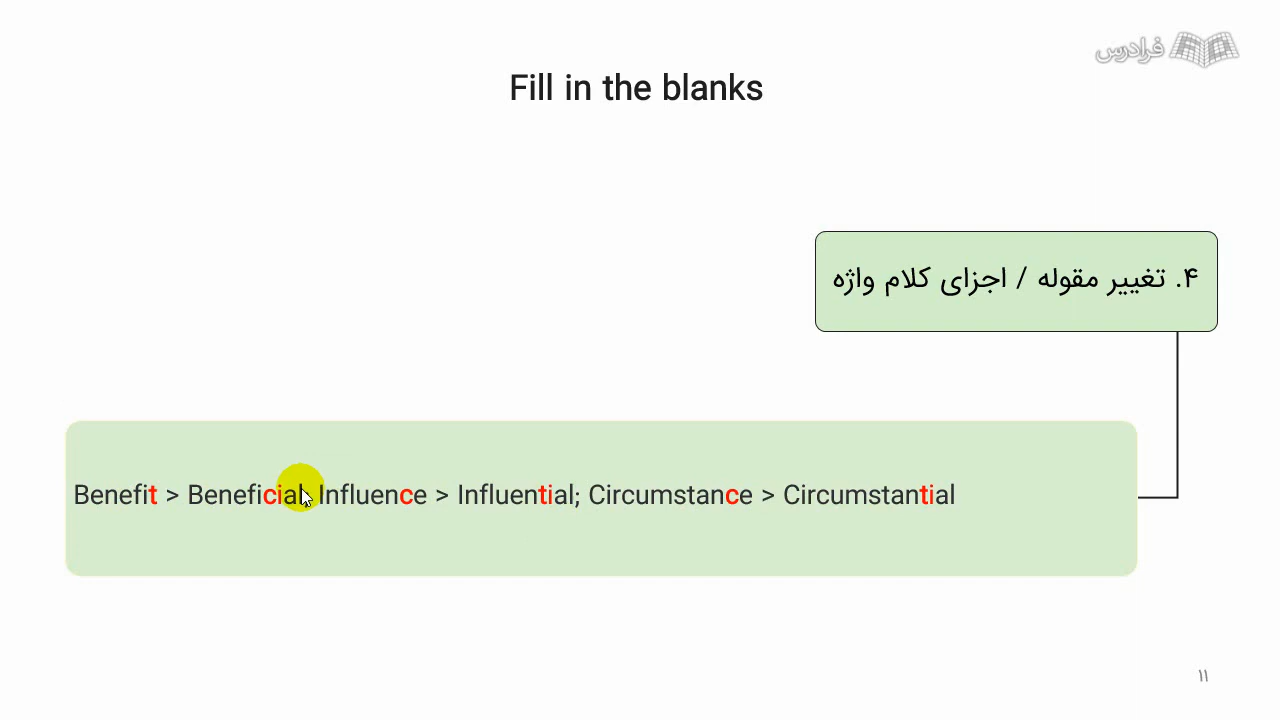 فرادرس
Fill in the blanks
۴. تغییر مقوله / اجزای کلام واژه
Benefit > Beneficial; Influence > Influential; Circumstance > Circumstantial
۱۱